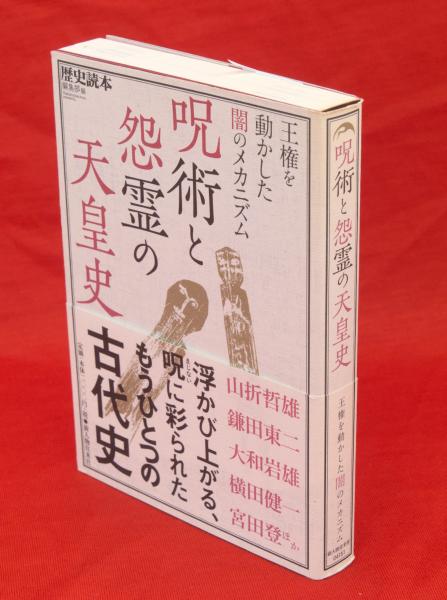 歴史読本
編集部編
王権を
動かした
闇のメカニズム
呪術と
怨霊の
天皇史
山折哲雄
鎌田東二
大和岩雄
横田健一
宮田登ほか
浮かび上がる、
呪に彩られた
まじない
もうひとつの
古代史
呪術と怨霊の天皇史
王権を動かした闇のメカニズム